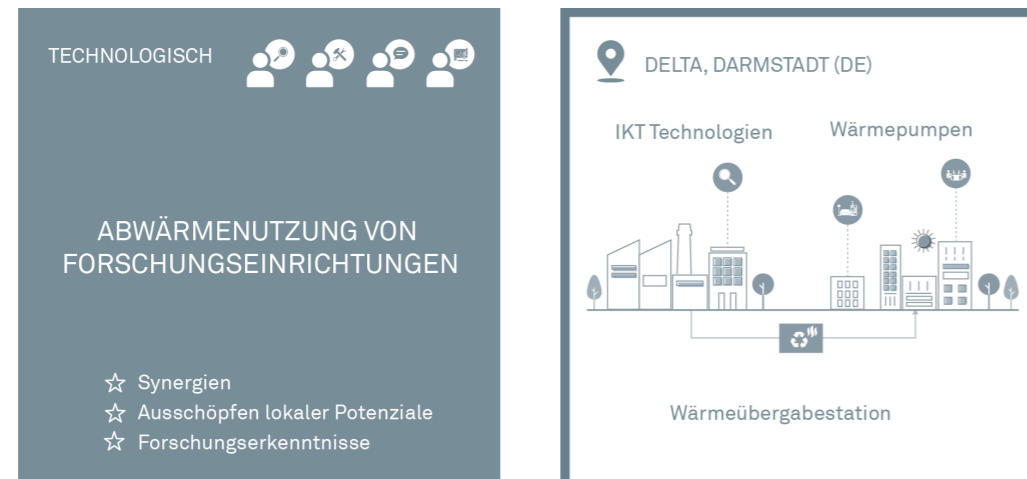 TECHNOLOGISCH
ABWÄRMENUTZUNG VON
FORSCHUNGSEINRICHTUNGEN
Synergien
Ausschöpfen lokaler Potenziale
Forschungserkenntnisse
DELTA, DARMSTADT (DE)
IKT Technologien
Wärmepumpen
Wärmeübergabestation